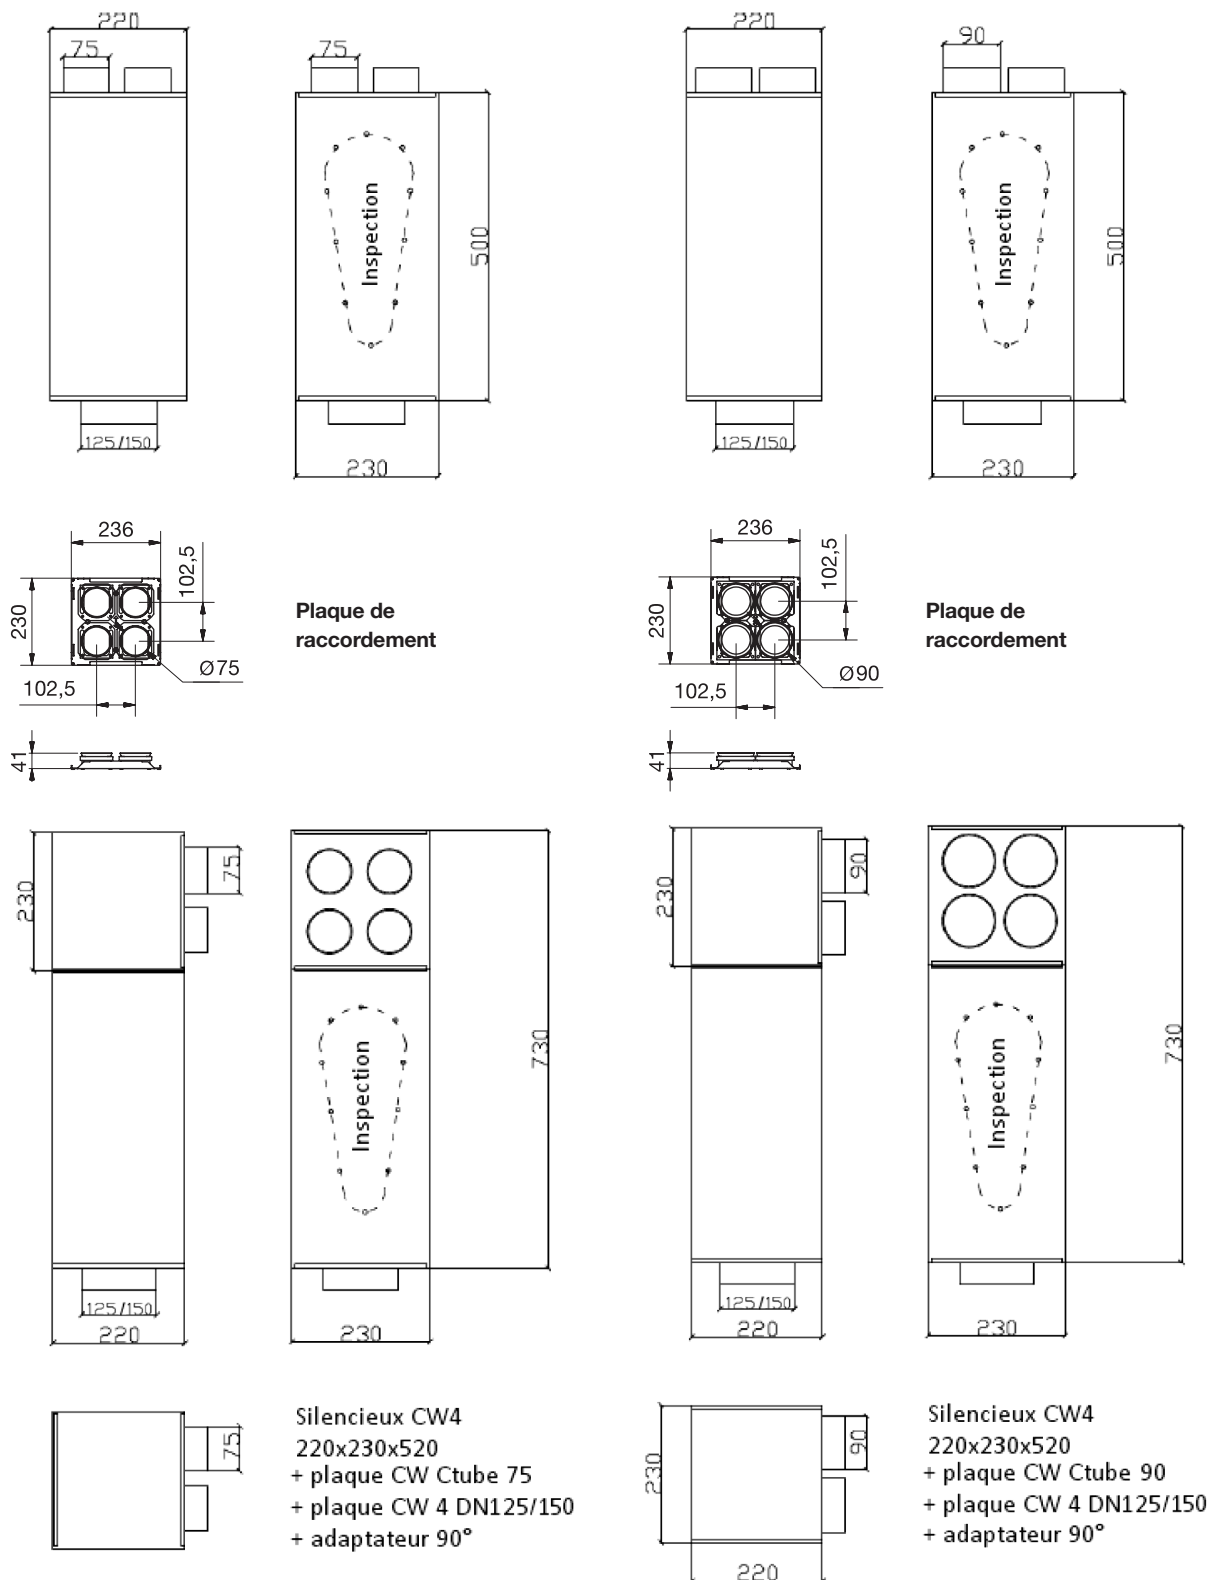 220
75
75
500
Inspection
125/150
230
220
90
500
Inspection
125/150
230
236
102,5
230
Ø75
102,5
41
Plaque de
raccordement
236
102,5
230
Ø90
102,5
41
Plaque de
raccordement
230
75
730
Inspection
125/150
220
230
230
90
730
Inspection
125/150
220
230
75
Silencieux CW4
220x230x520
+ plaque CW Ctube 75
+ plaque CW 4 DN125/150
+ adaptateur 90°
230
90
220
Silencieux CW4
220x230x520
+ plaque CW Ctube 90
+ plaque CW 4 DN125/150
+ adaptateur 90°